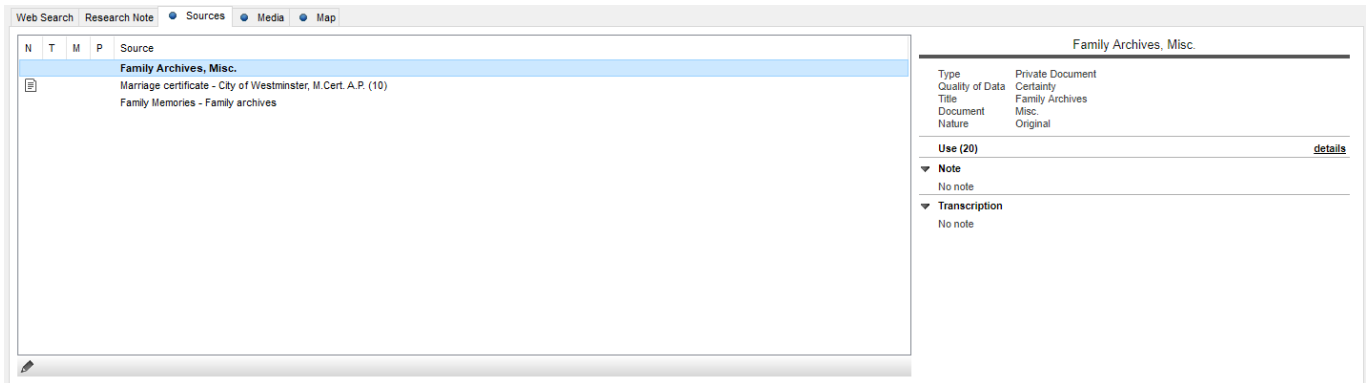 Web Search Research Note Sources Media Map
N T M P Source
Family Archives, Misc.
Marriage certificate - City of Westminster, M.Cert. A.P. (10)
Family Memories - Family archives
Family Archives, Misc.
Type Private Document
Quality of Data Certainty
Title Family Archives
Document Misc.
Nature Original
Use (20) details
Note
No note
Transcription
No note